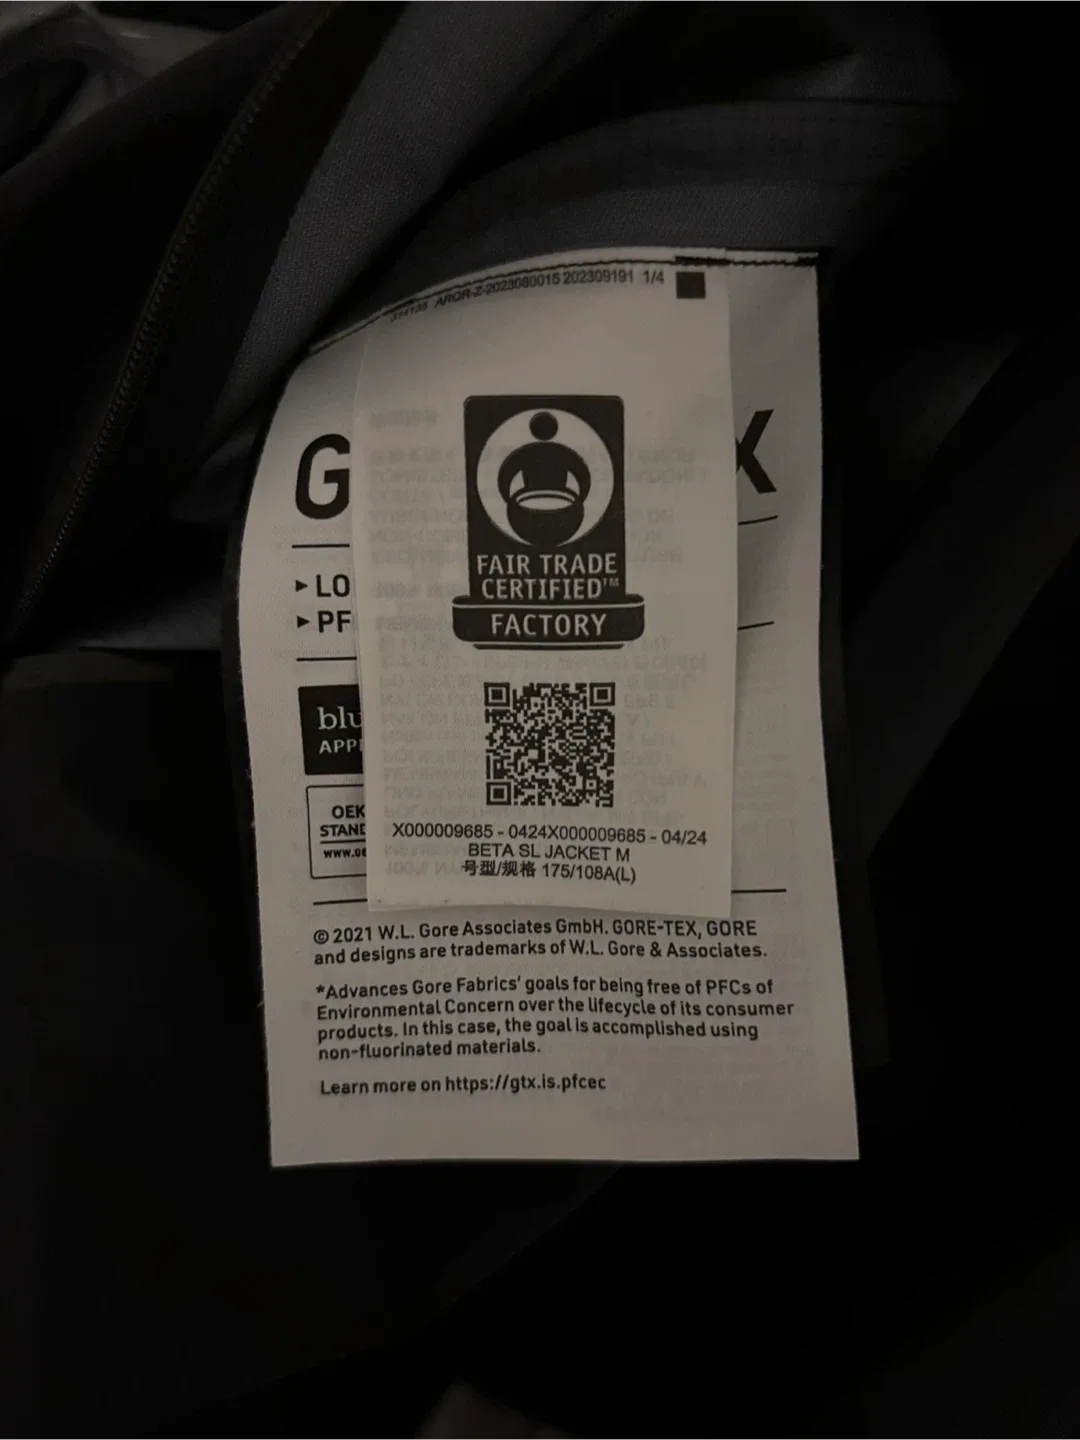 ARQR-Z-2023080015 202309191 1/4
G X
▸ LO
▸ PF
FAIR TRADE
CERTIFIED™
FACTORY
blu
APP
OEK
STAND
www.oe
X000009685 - 0424X000009685 - 04/24
BETA SL JACKET M
号型/规格 175/108A(L)
© 2021 W.L. Gore Associates GmbH. GORE-TEX, GORE
and designs are trademarks of W.L. Gore & Associates.
*Advances Gore Fabrics' goals for being free of PFCs of
Environmental Concern over the lifecycle of its consumer
products. In this case, the goal is accomplished using
non-fluorinated materials.
Learn more on https://gtx.is.pfcec